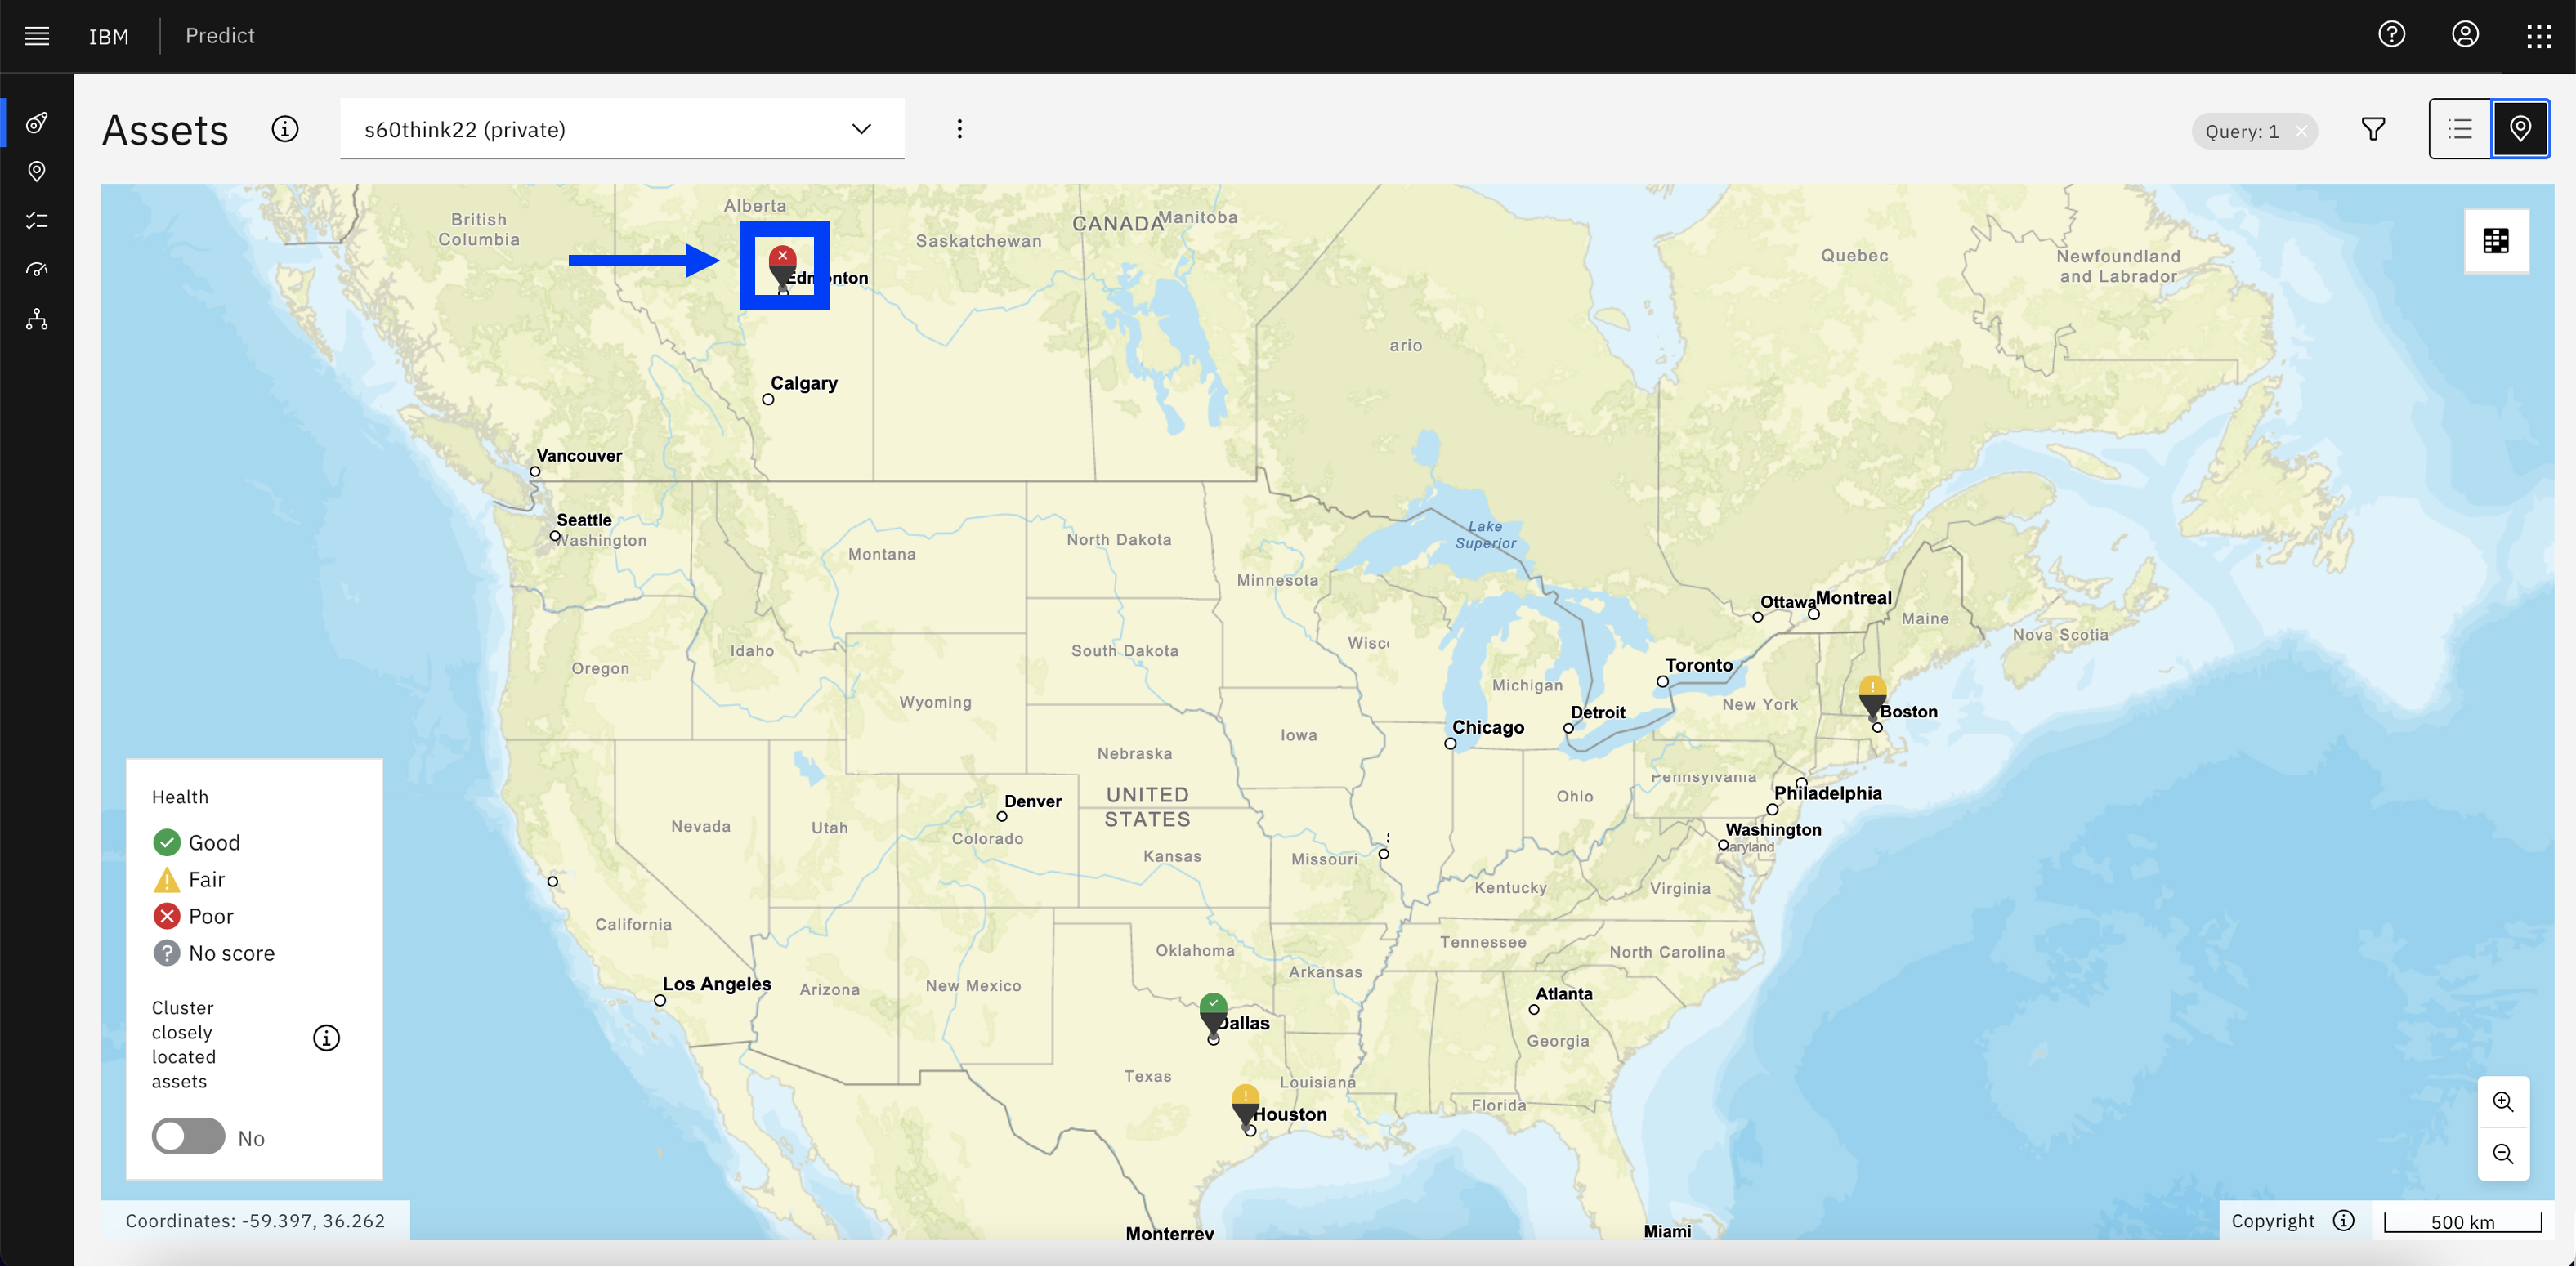 IBM
Predict
Assets
s60think22 (private)
Query: 1
Alberta
British
Columbia
Edmonton
Saskatchewan
CANADA
Manitoba
Quebec
Newfoundland
and Labrador
ario
Calgary
Vancouver
Seattle
Washington
Montana
North Dakota
Minnesota
Lake
Superior
Ottawa
Montreal
Maine
Nova Scotia
Oregon
Idaho
South Dakota
Wisc
Toronto
Wyoming
Michigan
New York
Detroit
Boston
Chicago
Iowa
Nebraska
Pennsylvania
Philadelphia
UNITED
STATES
Denver
Colorado
Ohio
Washington
Maryland
Nevada
Utah
Kansas
Missouri
Kentucky
Virginia
California
Oklahoma
Tennessee
North Carolina
Arkansas
Los Angeles
Arizona
New Mexico
Atlanta
Dallas
Georgia
Texas
Louisiana
Florida
Houston
Monterrey
Miami
Health
Good
Fair
Poor
No score
Cluster
closely
located
assets
No
Coordinates: -59.397, 36.262
Copyright
500 km